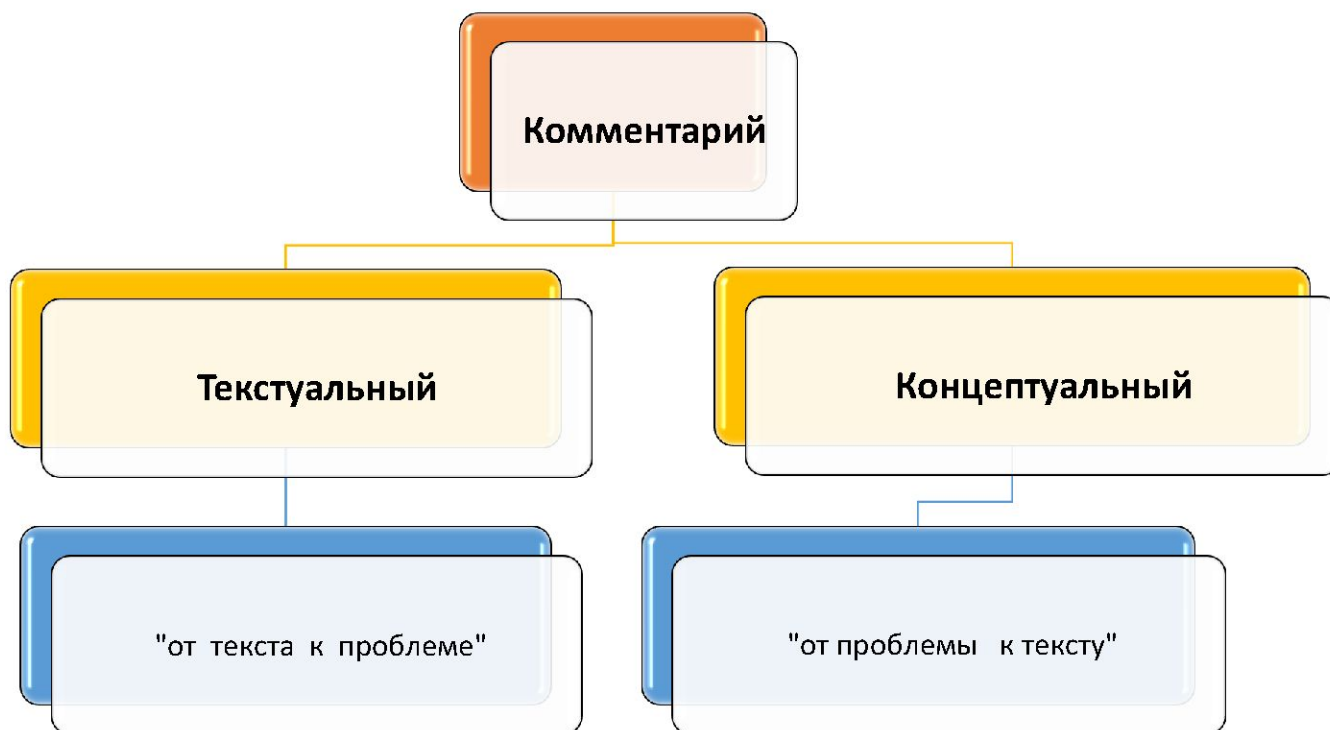 Комментарий
Текстуальный
Концептуальный
"от текста к проблеме"
"от проблемы к тексту"